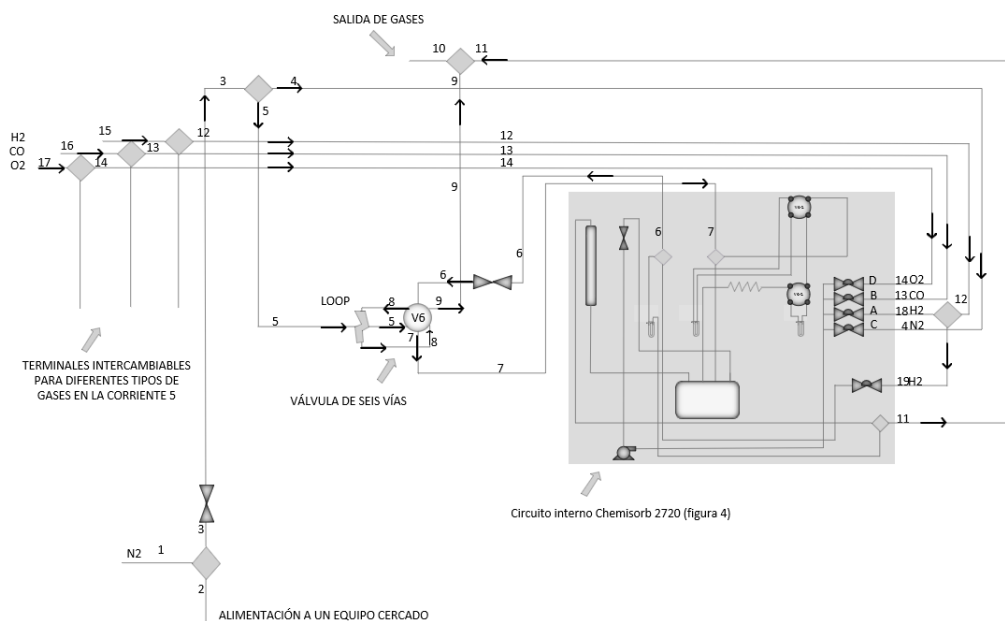 SALIDA DE GASES
10
11
3
4
9
5
15
12
12
H2
16
CO
13
13
O2
17
14
14
9
6
7
6
6
D
14
O2
LOOP
8
9
B
13
CO
12
5
5
V6
A
18
H2
7
8
C
4
N2
TERMINALES INTERCAMBIABLES
PARA DIFERENTES TIPOS DE
GASES EN LA CORRIENTE 5
7
VÁLVULA DE SEIS VÍAS
19
H2
11
Circuito interno Chemisorb 2720 (figura 4)
3
N2
1
2
ALIMENTACIÓN A UN EQUIPO CERCADO